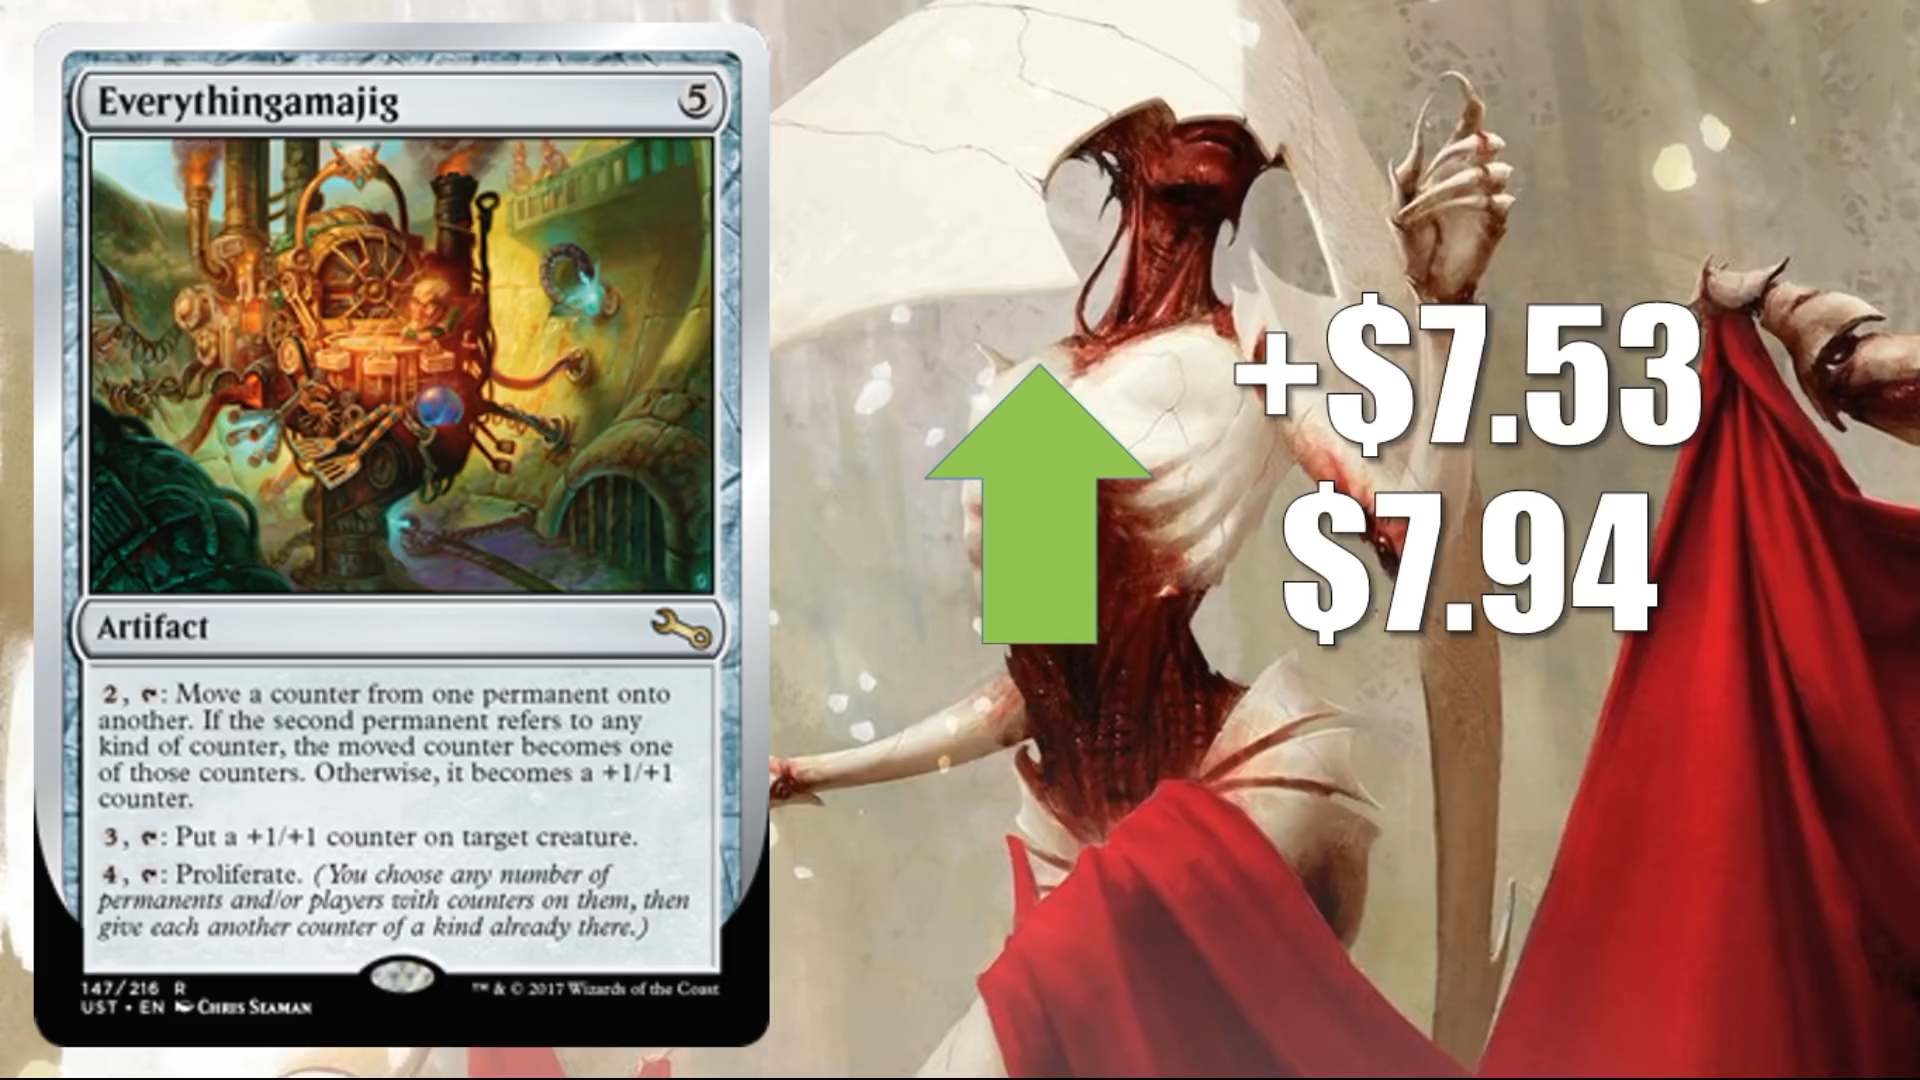 Everythingamajig 5
Artifact
2, T: Move a counter from one permanent onto
another. If the second permanent refers to any
kind of counter, the moved counter becomes one
of those counters. Otherwise, it becomes a +1/+1
counter.
3, T: Put a +1/+1 counter on target creature.
4, T: Proliferate. (You choose any number of
permanents and/or players with counters on them, then
give each another counter of a kind already there.)
147/216 R
UST • EN CHRIS SEAMAN
™ & © 2017 Wizards of the Coast
+$7.53
$7.94